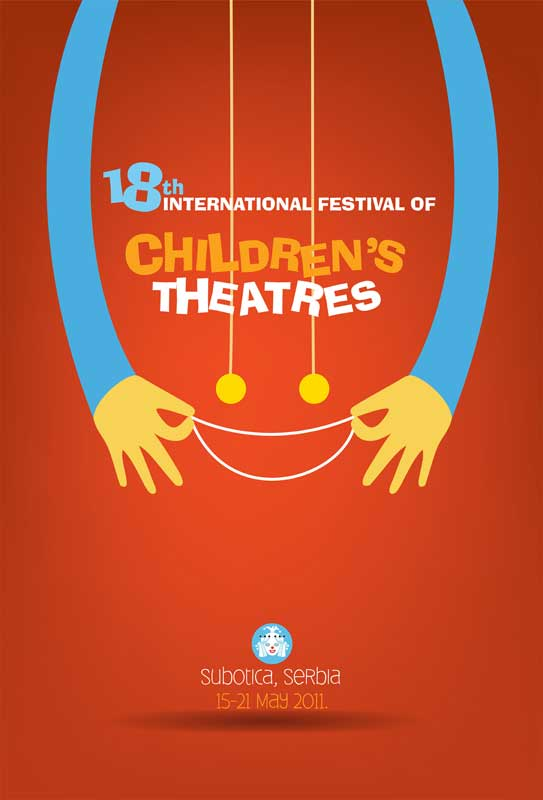 18th
INTERNATIONAL FESTIVAL OF
CHILDREN'S
THEATRES
SUBOTICA, SERBIA
15-21 MAY 2011.